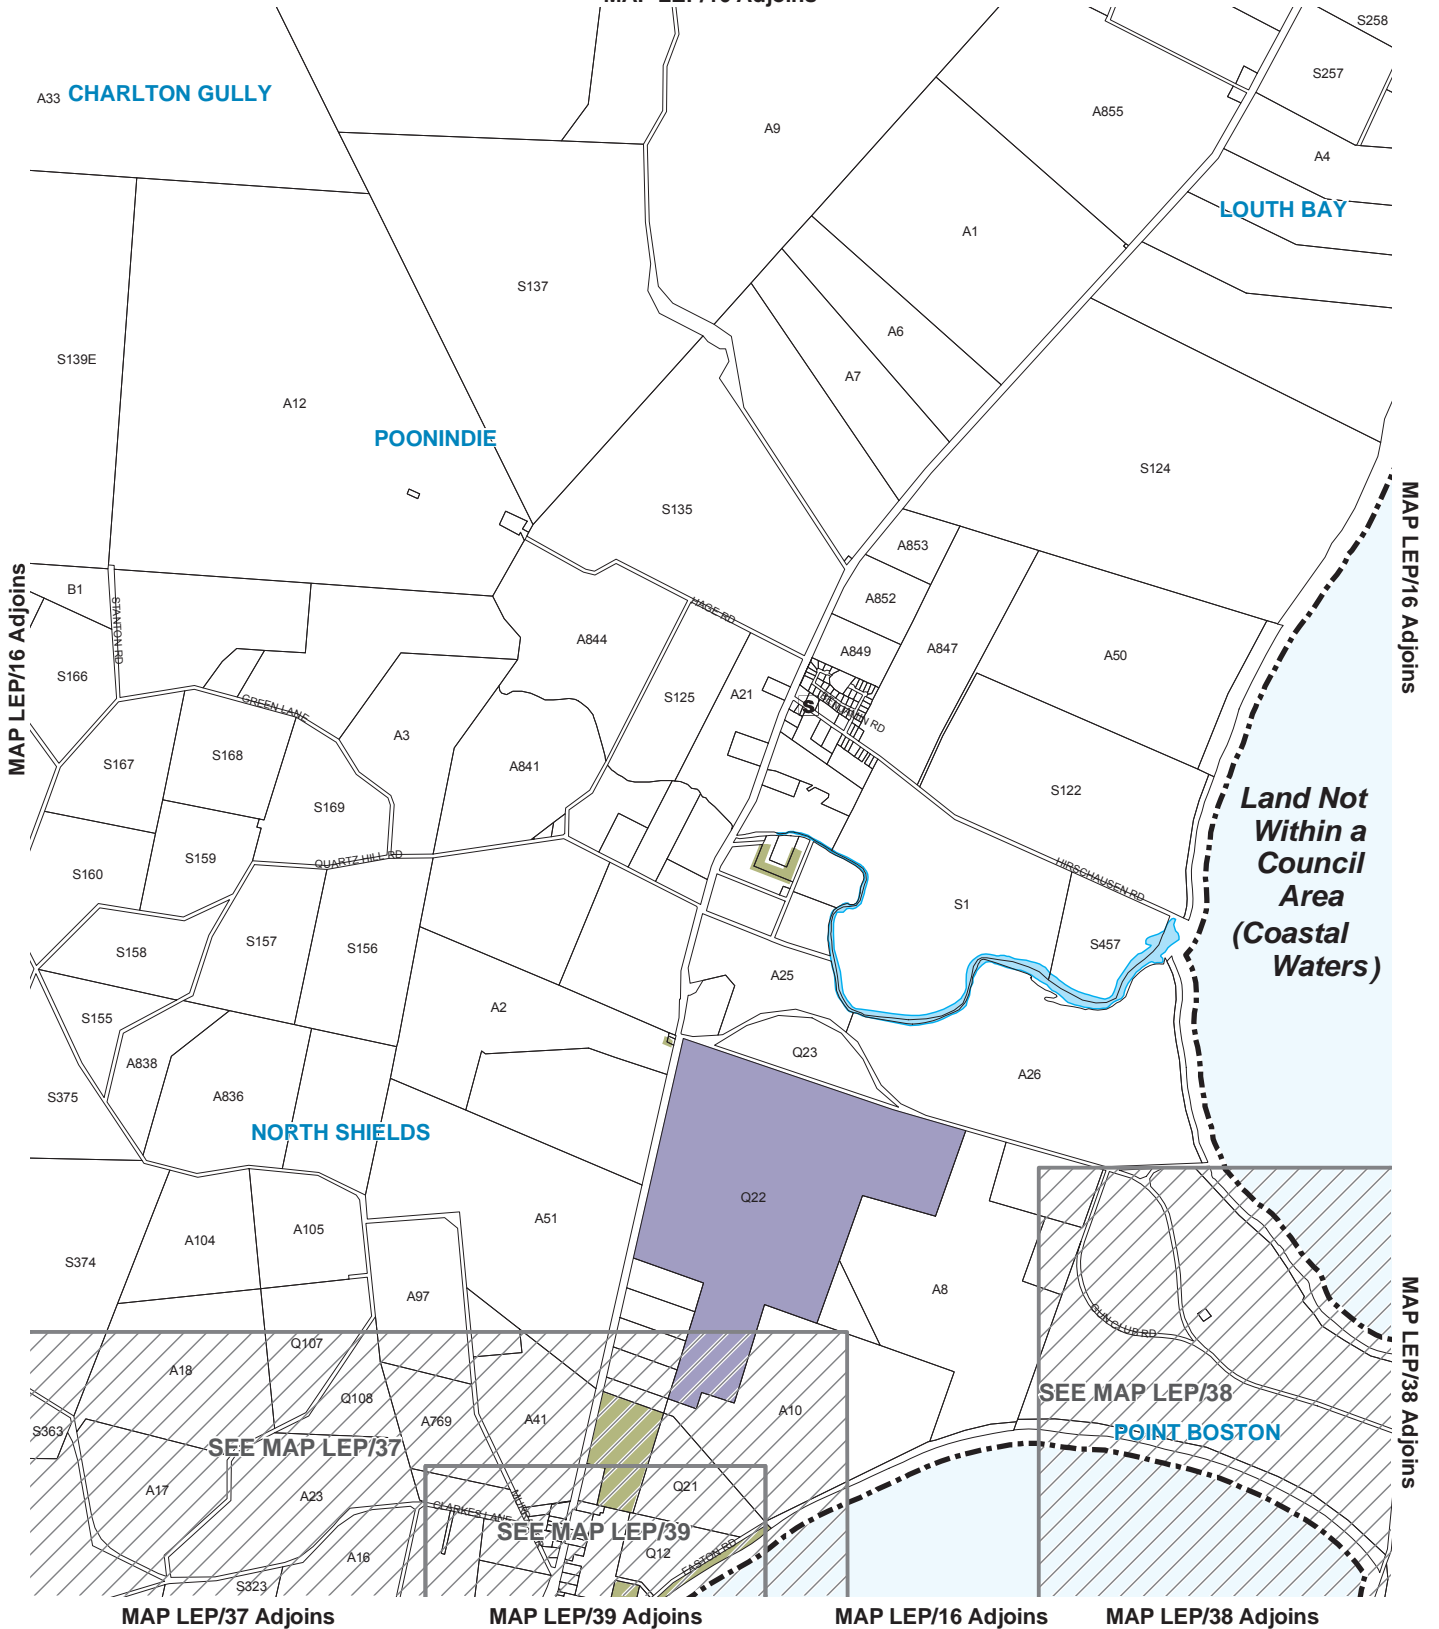 S258
S257
A33 CHARLTON GULLY
A855
A9
A4
LOUTH BAY
A1
S137
A6
S139E
A7
A12
POONINDIE
S124
MAP LEP/16 Adjoins
S135
A853
MAP LEP/16 Adjoins
B1
STANTON RD
HAGE RD
A852
A844
A849
A847
A50
S166
S125
A21
GREEN LANE
S
RD
A3
S168
S167
A841
S122
Land Not
Within a
Council
Area
(Coastal
Waters)
S169
QUARTZ HILL RD
S159
HIRSCHAUSEN RD
S160
S1
S157
S156
S158
S457
A25
A2
S155
Q23
A838
A26
S375
A836
NORTH SHIELDS
Q22
A51
A105
A104
S374
A8
A97
MAP LEP/38 Adjoins
GUN CLUB RD
Q107
A18
Q108
SEE MAP LEP/38
A769
A41
A10
S363
POINT BOSTON
SEE MAP LEP/37
A17
A23
Q21
CLARKES LANE
SEE MAP LEP/39
A16
Q12
EASTON RD
S323
MAP LEP/37 Adjoins
MAP LEP/39 Adjoins
MAP LEP/16 Adjoins
MAP LEP/38 Adjoins